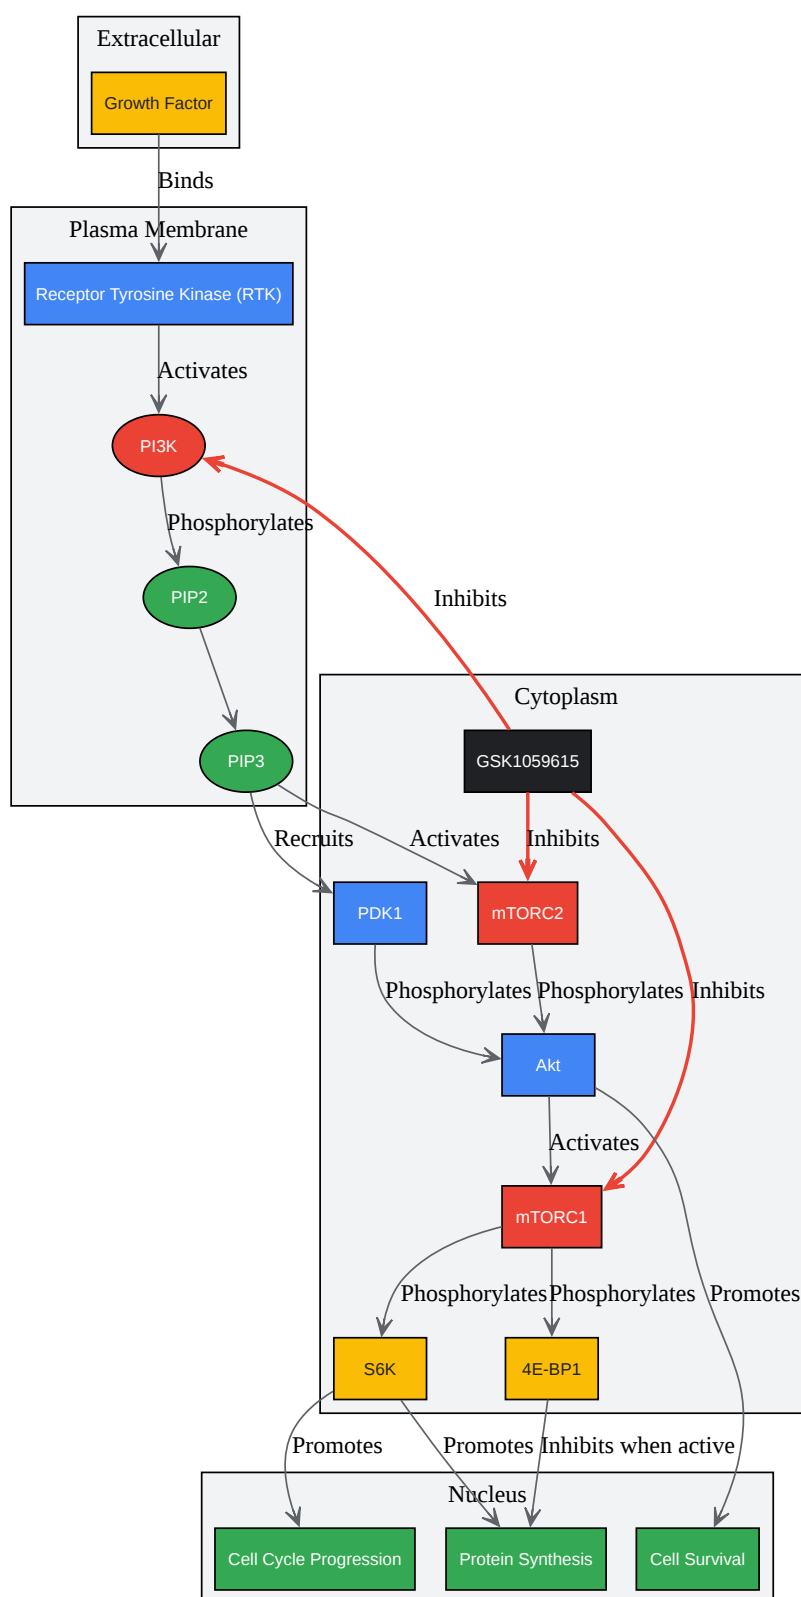 Extracellular
Growth Factor
Binds
Plasma Membrane
Receptor Tyrosine Kinase (RTK)
Activates
PI3K
Phosphorylates
PIP2
Inhibits
Cytoplasm
PIP3
GSK1059615
Recruits
Activates
Inhibits
PDK1
mTORC2
Phosphorylates
Phosphorylates
Inhibits
Akt
Activates
mTORC1
Phosphorylates
Phosphorylates
Promotes
S6K
4E-BP1
Promotes
Promotes
Inhibits when active
Nucleus
Cell Cycle Progression
Protein Synthesis
Cell Survival